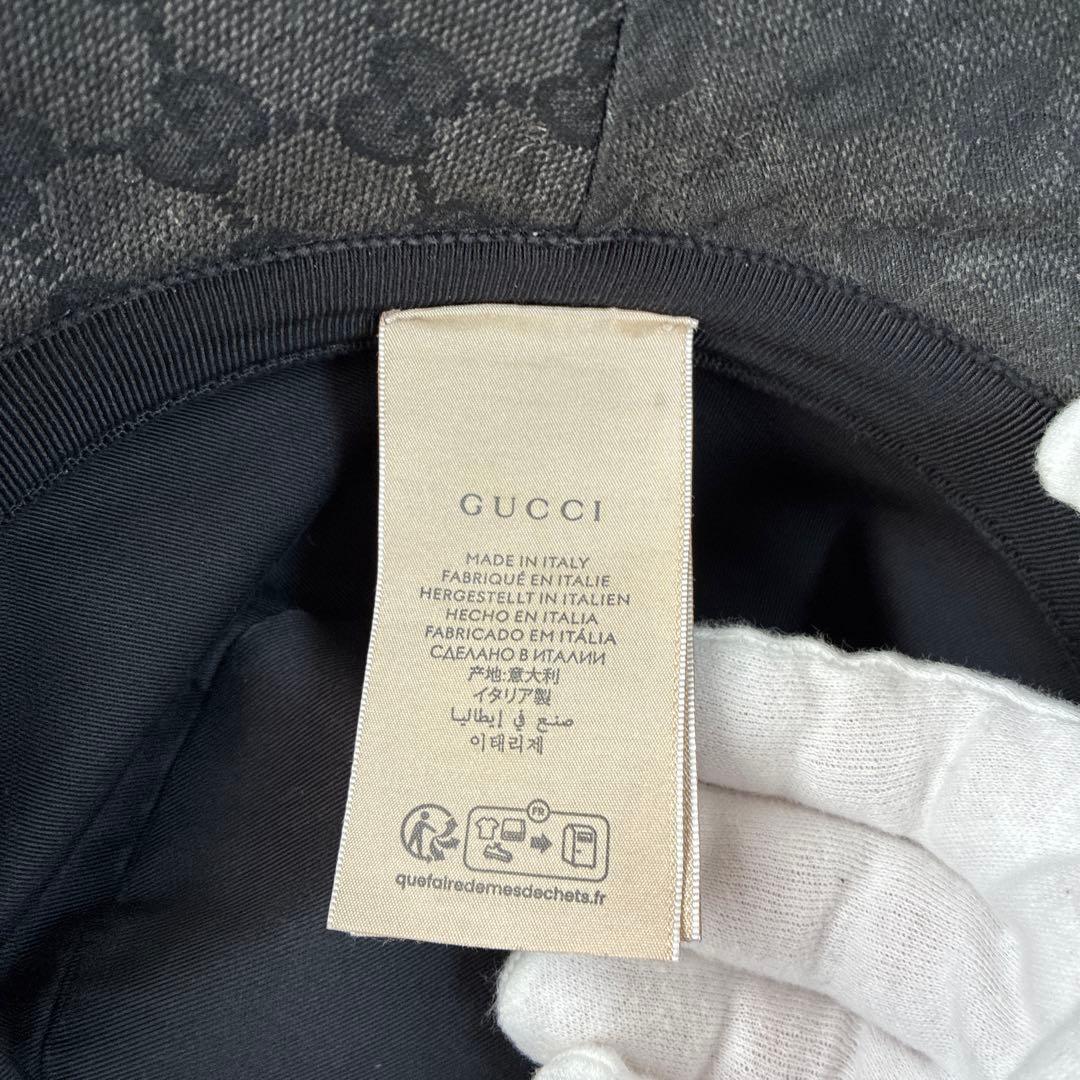 GUCCI
MADE IN ITALY
FABRIQUÉ EN ITALIE
HERGESTELLT IN ITALIEN
HECHO EN ITALIA
FABRICADO EM ITÁLIA
СДЕЛАНО В ИТАЛИИ
产地:意大利
イタリア製
صنع في إيطاليا
이태리제
FR
quefairedemesdechets.fr